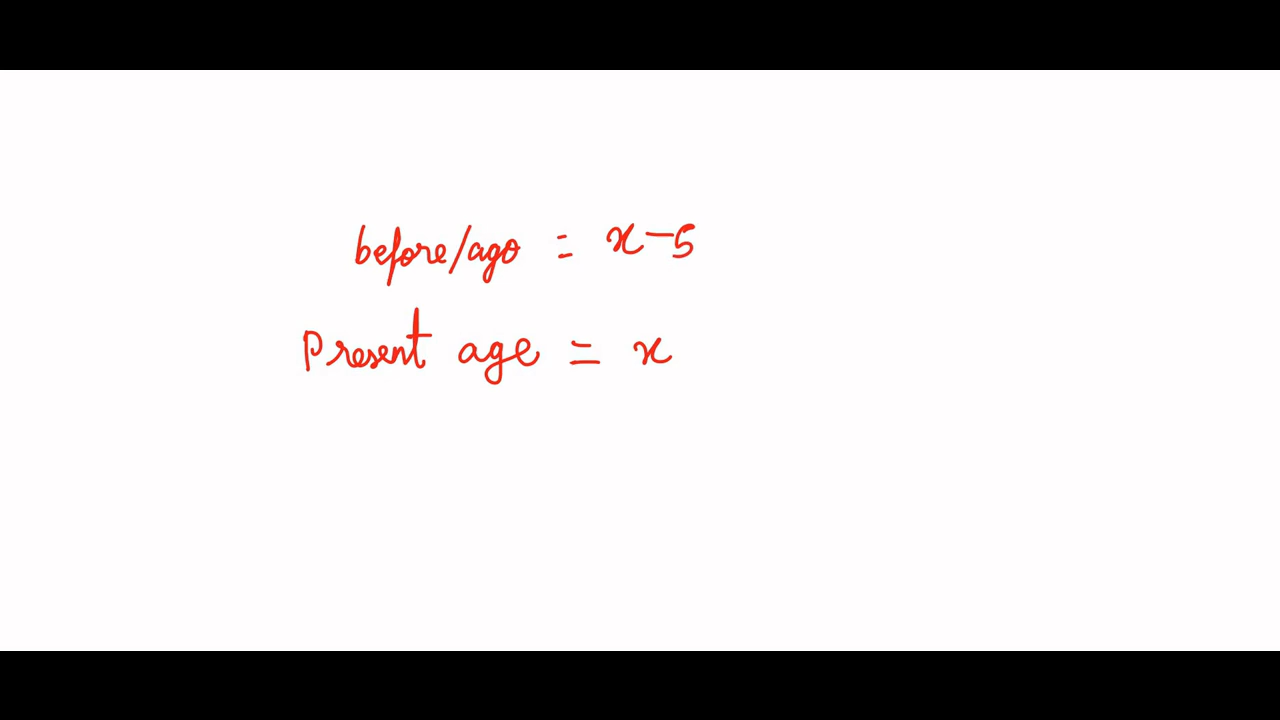 before/ago = x-5
Present age = x